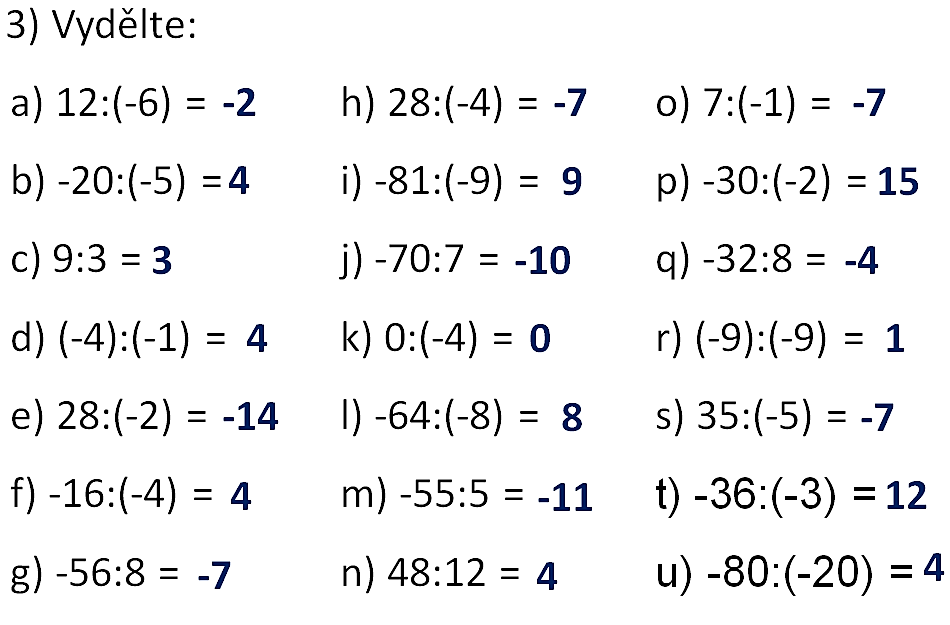 3) Vydělte:
a) 12:(-6) = -2
b) -20:(-5) = 4
c) 9:3 = 3
d) (-4):(-1) = 4
e) 28:(-2) = -14
f) -16:(-4) = 4
g) -56:8 = -7
h) 28:(-4) = -7
i) -81:(-9) = 9
j) -70:7 = -10
k) 0:(-4) = 0
l) -64:(-8) = 8
m) -55:5 = -11
n) 48:12 = 4
o) 7:(-1) = -7
p) -30:(-2) = 15
q) -32:8 = -4
r) (-9):(-9) = 1
s) 35:(-5) = -7
t) -36:(-3) = 12
u) -80:(-20) = 4